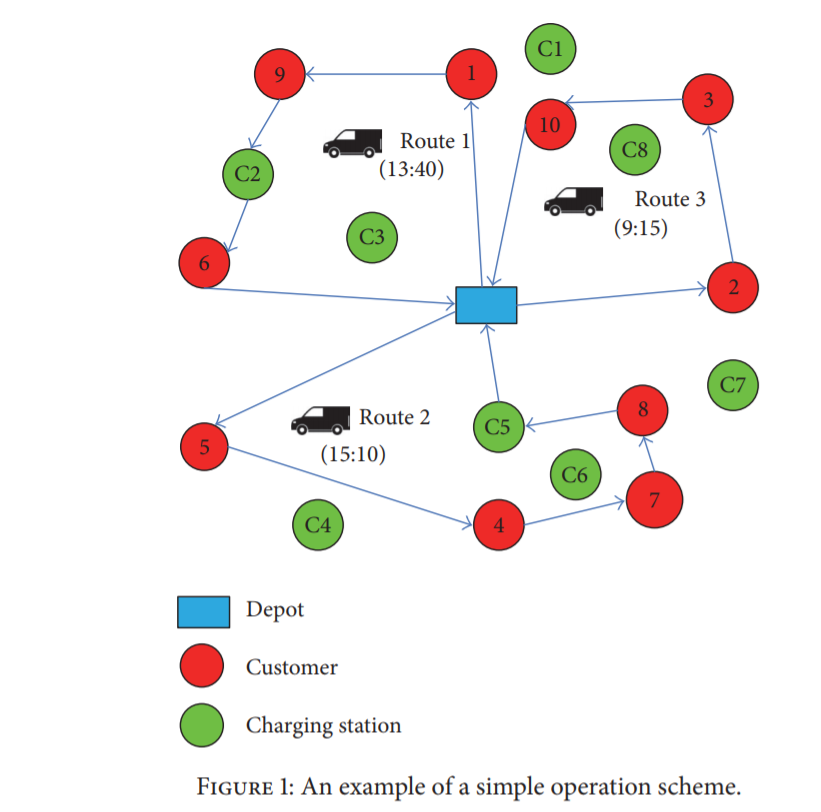 C1
9
1
3
10
Route 1
(13:40)
C8
C2
Route 3
(9:15)
C3
6
2
C7
8
Route 2
(15:10)
C5
5
C6
7
C4
4
Depot
Customer
Charging station
FIGURE 1: An example of a simple operation scheme.